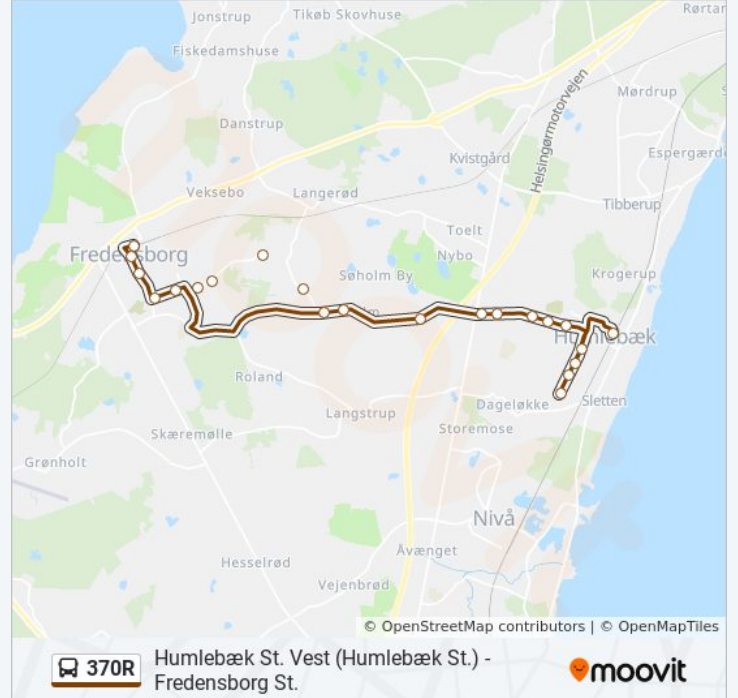 Jonstrup
Tikøb Skovhuse
Fiskedamshuse
Helsingørmotorvejen
Mørdrup
Danstrup
Kvistgård
Espergærde
Veksebo
Langerød
Tibberup
Toelt
Fredensborg
Nybo
Søholm By
Krogerup
Humlebæk
Roland
Dageløkke
Sletten
Langstrup
Storemose
Skæremølle
Grønholt
Nivå
Åvænget
Hesselrød
Vejenbrød
© OpenStreetMap contributors | © OpenMapTiles
370R
Humlebæk St. Vest (Humlebæk St.) -
Fredensborg St.
moovit